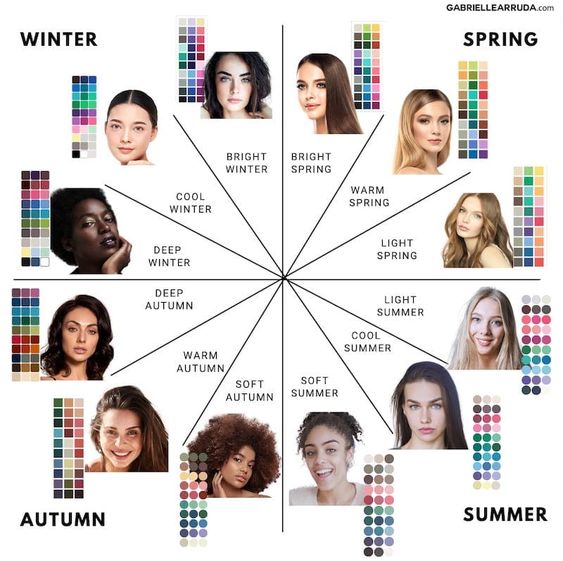 GABRIELLEARRUDA.com
WINTER
SPRING
BRIGHT
WINTER
BRIGHT
SPRING
COOL
WINTER
WARM
SPRING
DEEP
WINTER
LIGHT
SPRING
DEEP
AUTUMN
LIGHT
SUMMER
WARM
AUTUMN
COOL
SUMMER
SOFT
AUTUMN
SOFT
SUMMER
AUTUMN
SUMMER